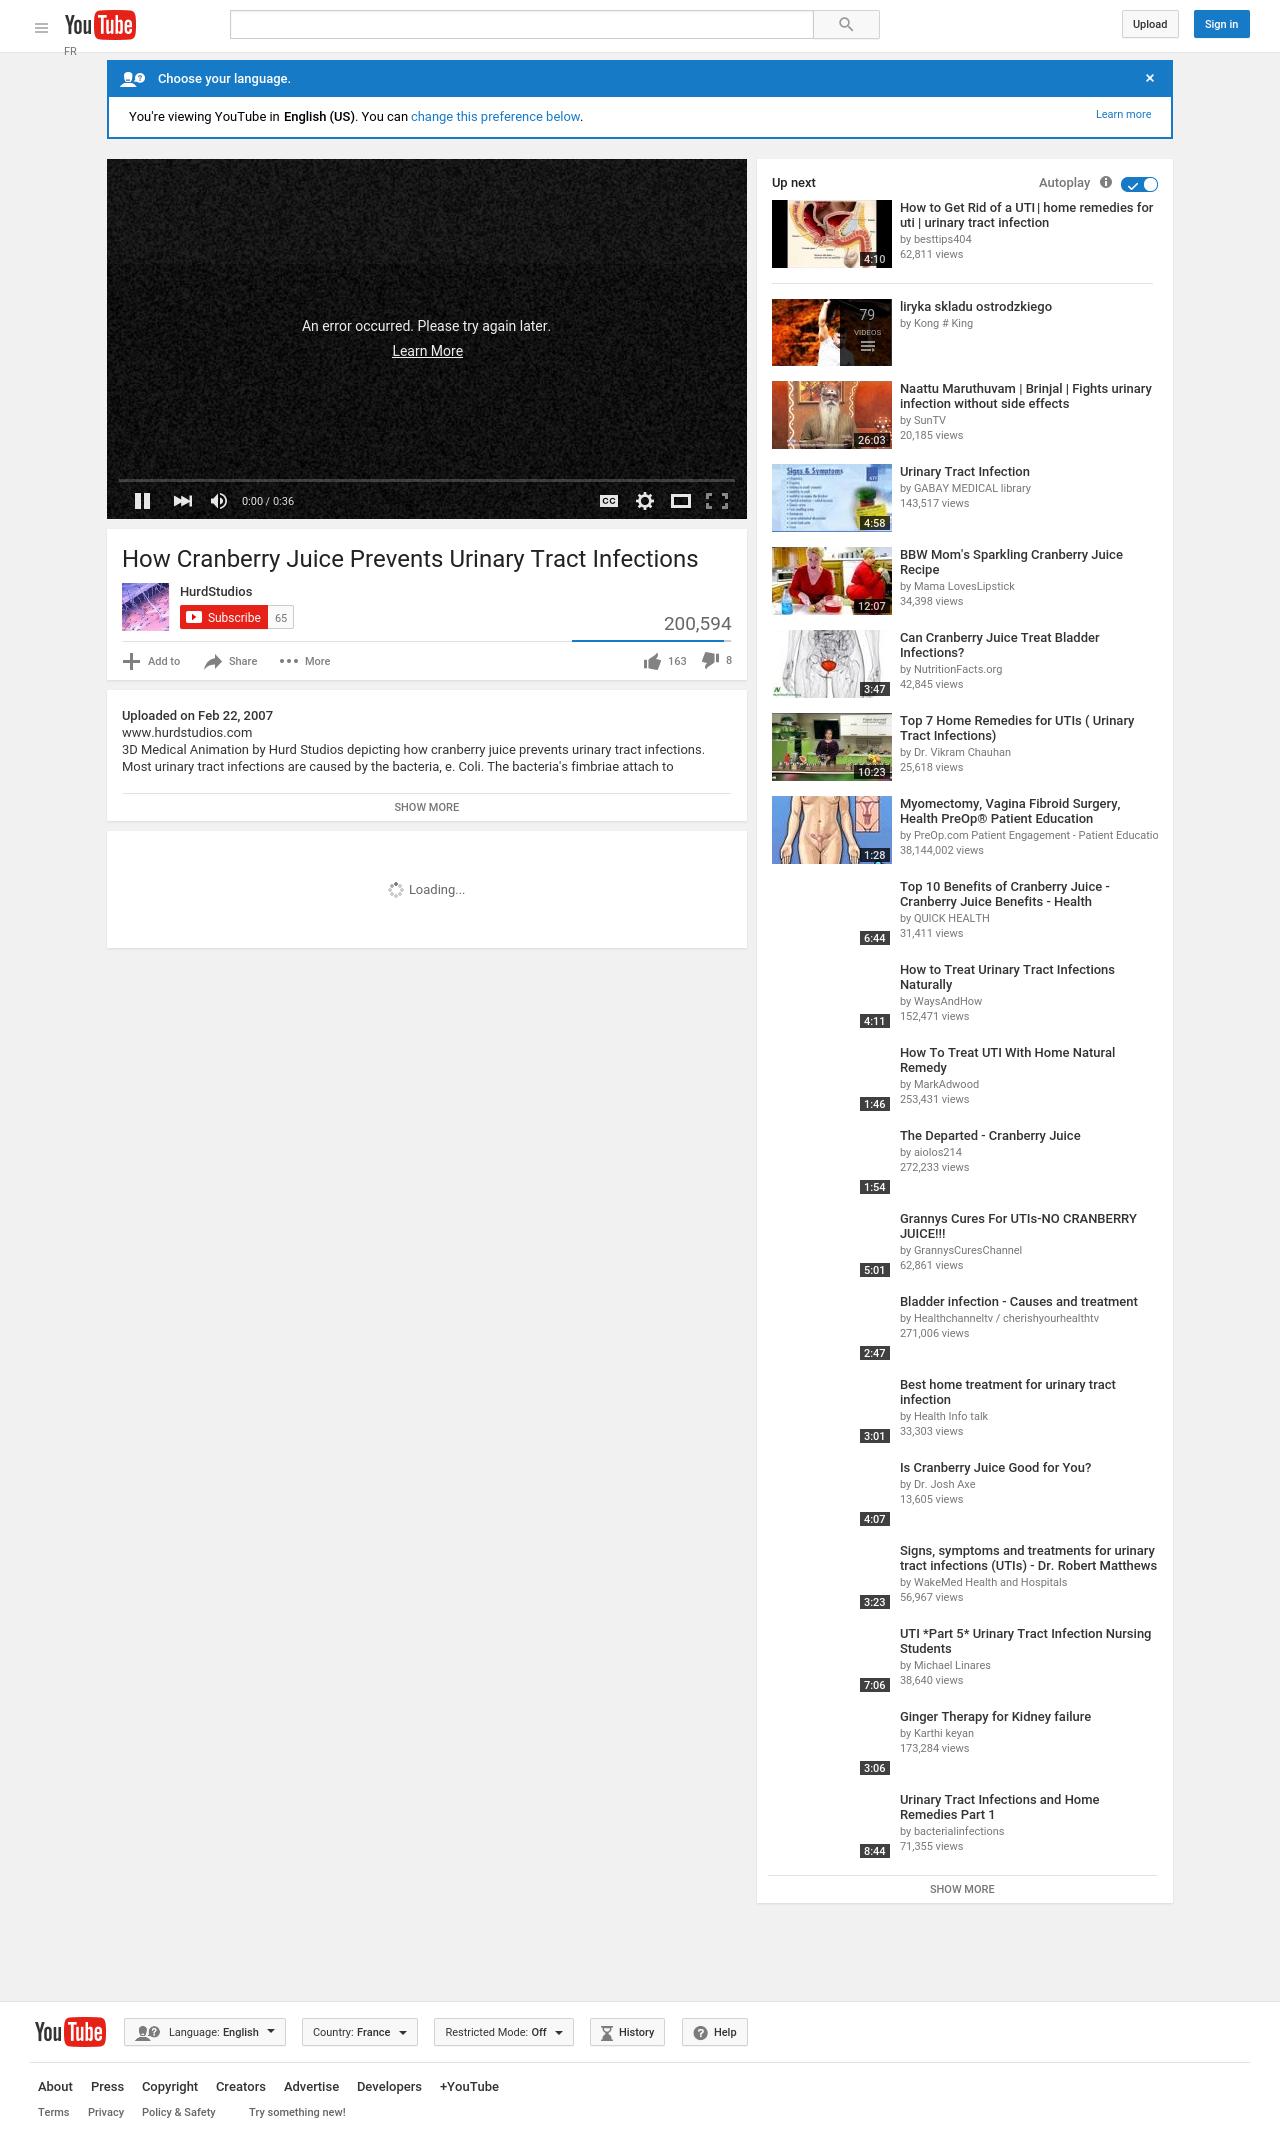 YouTube
FR
Upload
Sign in
Choose your language.
×
You're viewing YouTube in English (US). You can change this preference below.
Learn more
An error occurred. Please try again later.
Learn More
0:00 / 0:36
CC
How Cranberry Juice Prevents Urinary Tract Infections
HurdStudios
Subscribe 65
200,594
Add to Share More
163 8
Uploaded on Feb 22, 2007
www.hurdstudios.com
3D Medical Animation by Hurd Studios depicting how cranberry juice prevents urinary tract infections.
Most urinary tract infections are caused by the bacteria, e. Coli. The bacteria's fimbriae attach to
SHOW MORE
Loading...
Up next
Autoplay
4:10
How to Get Rid of a UTI | home remedies for
uti | urinary tract infection
by besttips404
62,811 views
79
VIDEOS
liryka skladu ostrodzkiego
by Kong # King
26:03
Naattu Maruthuvam | Brinjal | Fights urinary
infection without side effects
by SunTV
20,185 views
Signs & Symptoms
4:58
Urinary Tract Infection
by GABAY MEDICAL library
143,517 views
12:07
BBW Mom's Sparkling Cranberry Juice
Recipe
by Mama LovesLipstick
34,398 views
3:47
Can Cranberry Juice Treat Bladder
Infections?
by NutritionFacts.org
42,845 views
10:23
Top 7 Home Remedies for UTIs ( Urinary
Tract Infections)
by Dr. Vikram Chauhan
25,618 views
1:28
Myomectomy, Vagina Fibroid Surgery,
Health PreOp® Patient Education
by PreOp.com Patient Engagement - Patient Educatio
38,144,002 views
6:44
Top 10 Benefits of Cranberry Juice -
Cranberry Juice Benefits - Health
by QUICK HEALTH
31,411 views
4:11
How to Treat Urinary Tract Infections
Naturally
by WaysAndHow
152,471 views
1:46
How To Treat UTI With Home Natural
Remedy
by MarkAdwood
253,431 views
1:54
The Departed - Cranberry Juice
by aiolos214
272,233 views
5:01
Grannys Cures For UTIs-NO CRANBERRY
JUICE!!!
by GrannysCuresChannel
62,861 views
2:47
Bladder infection - Causes and treatment
by Healthchanneltv / cherishyourhealthtv
271,006 views
3:01
Best home treatment for urinary tract
infection
by Health Info talk
33,303 views
4:07
Is Cranberry Juice Good for You?
by Dr. Josh Axe
13,605 views
3:23
Signs, symptoms and treatments for urinary
tract infections (UTIs) - Dr. Robert Matthews
by WakeMed Health and Hospitals
56,967 views
7:06
UTI *Part 5* Urinary Tract Infection Nursing
Students
by Michael Linares
38,640 views
3:06
Ginger Therapy for Kidney failure
by Karthi keyan
173,284 views
8:44
Urinary Tract Infections and Home
Remedies Part 1
by bacterialinfections
71,355 views
SHOW MORE
YouTube
Language: English
Country: France
Restricted Mode: Off
History
Help
About Press Copyright Creators Advertise Developers +YouTube
Terms Privacy Policy & Safety Try something new!